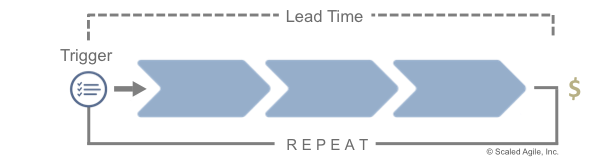 Lead Time
Trigger
$
REPEAT
© Scaled Agile, Inc.